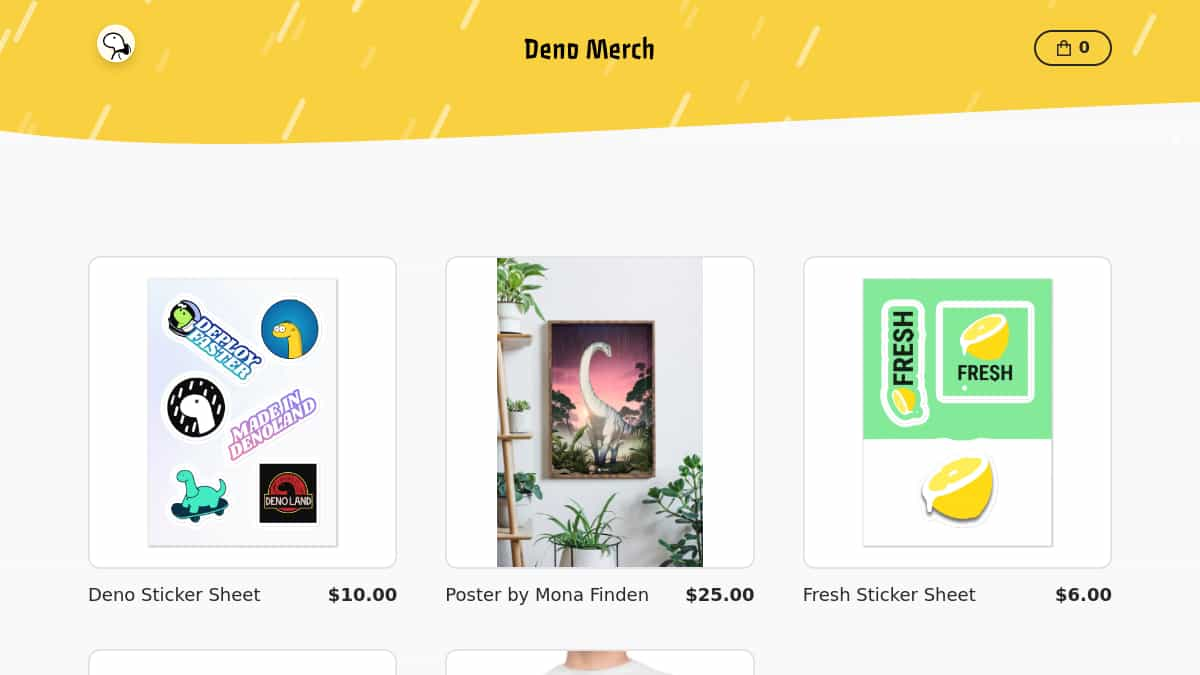 Deno Merch
0
DEPLOY
FASTER
MADE IN
DENOLAND
DENO LAND
FRESH
FRESH
Deno Sticker Sheet $10.00
Poster by Mona Finden $25.00
Fresh Sticker Sheet $6.00